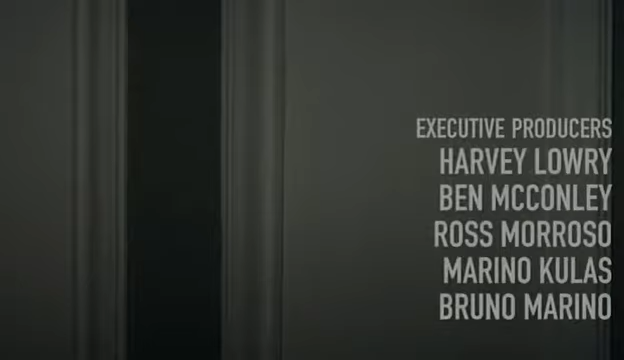 EXECUTIVE PRODUCERS
HARVEY LOWRY
BEN MCCONLEY
ROSS MORROSO
MARINO KULAS
BRUNO MARINO